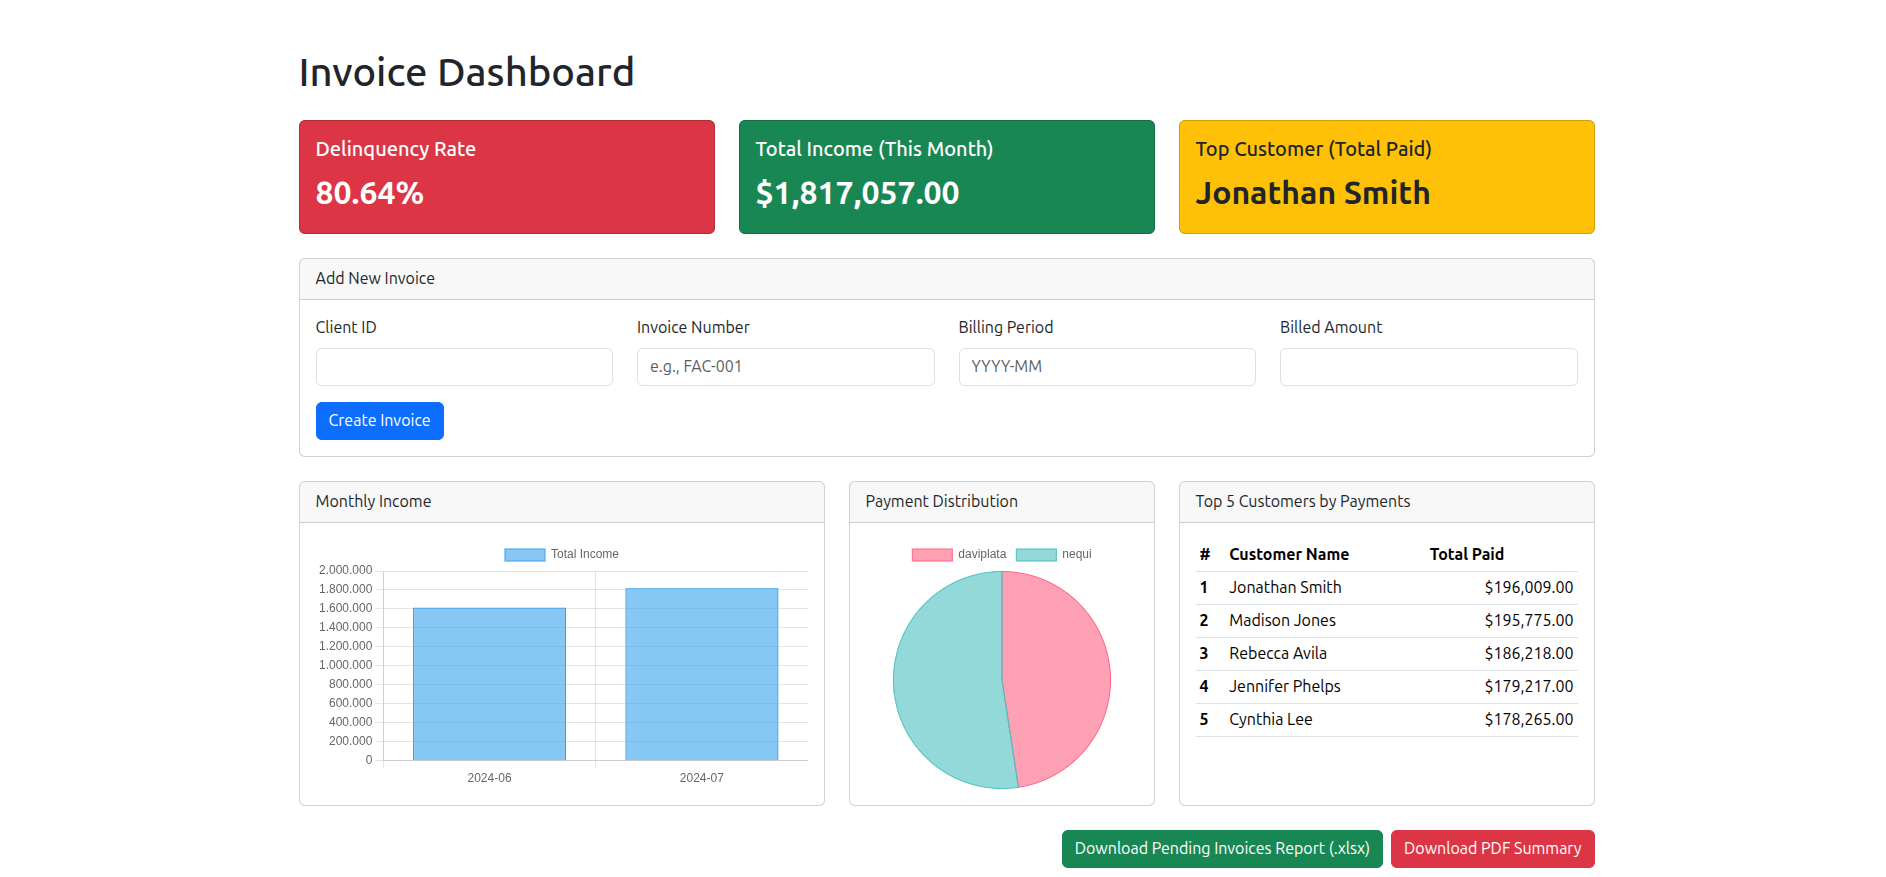 Invoice Dashboard
Delinquency Rate
80.64%
Total Income (This Month)
$1,817,057.00
Top Customer (Total Paid)
Jonathan Smith
Add New Invoice
Client ID
Invoice Number
e.g., FAC-001
Billing Period
YYYY-MM
Billed Amount
Create Invoice
Monthly Income
Total Income
2.000.000
1.800.000
1.600.000
1.400.000
1.200.000
1.000.000
800.000
600.000
400.000
200.000
0
2024-06 2024-07
Payment Distribution
daviplata nequi
Top 5 Customers by Payments
# Customer Name Total Paid
1 Jonathan Smith $196,009.00
2 Madison Jones $195,775.00
3 Rebecca Avila $186,218.00
4 Jennifer Phelps $179,217.00
5 Cynthia Lee $178,265.00
Download Pending Invoices Report (.xlsx)
Download PDF Summary